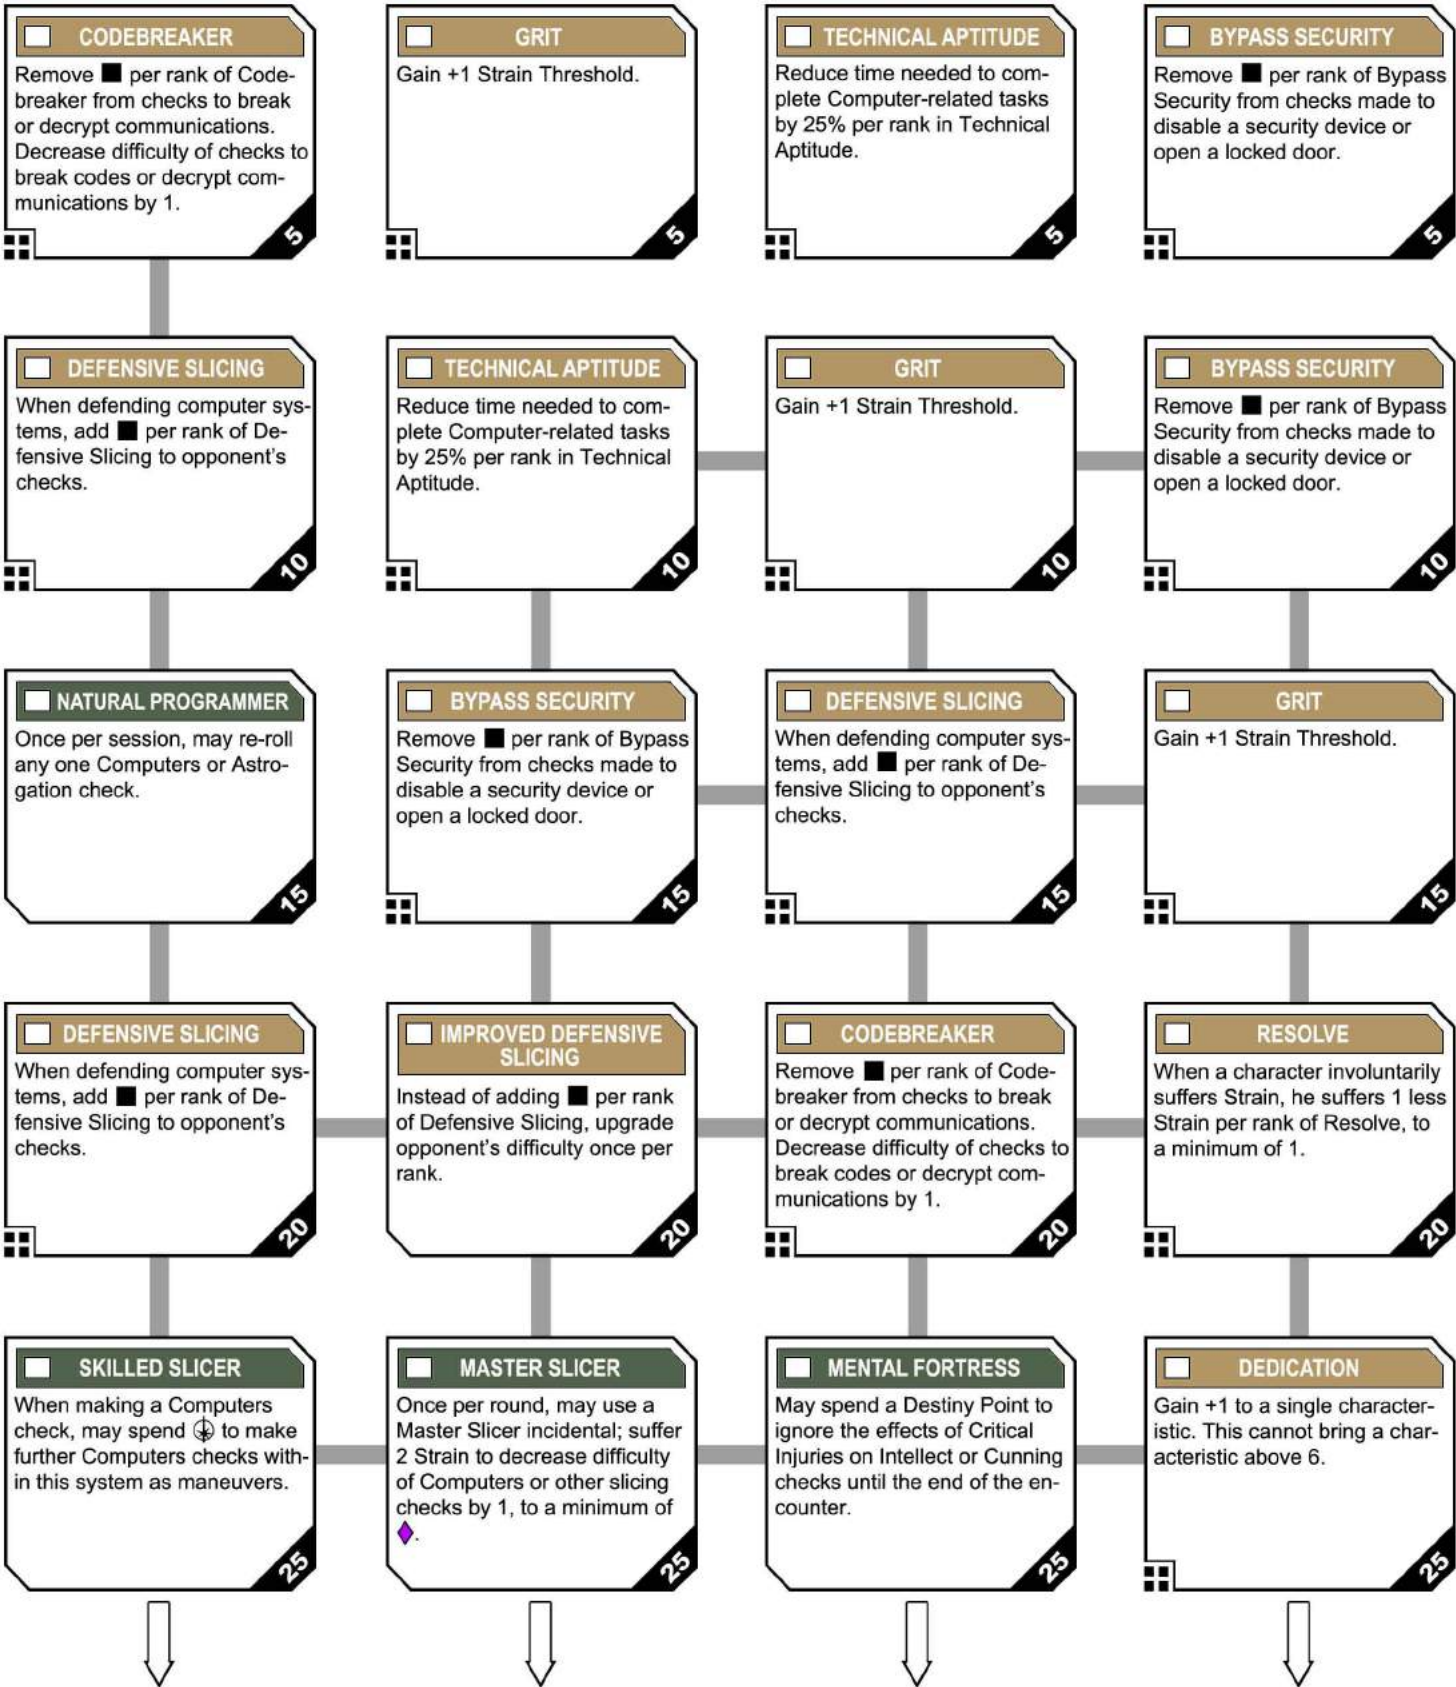 CODEBREAKER
Remove ■ per rank of Code-
breaker from checks to break
or decrypt communications.
Decrease difficulty of checks to
break codes or decrypt com-
munications by 1.
5
GRIT
Gain +1 Strain Threshold.
5
TECHNICAL APTITUDE
Reduce time needed to com-
plete Computer-related tasks
by 25% per rank in Technical
Aptitude.
5
BYPASS SECURITY
Remove ■ per rank of Bypass
Security from checks made to
disable a security device or
open a locked door.
5
DEFENSIVE SLICING
When defending computer sys-
tems, add ■ per rank of De-
fensive Slicing to opponent's
checks.
10
TECHNICAL APTITUDE
Reduce time needed to com-
plete Computer-related tasks
by 25% per rank in Technical
Aptitude.
10
GRIT
Gain +1 Strain Threshold.
10
BYPASS SECURITY
Remove ■ per rank of Bypass
Security from checks made to
disable a security device or
open a locked door.
10
NATURAL PROGRAMMER
Once per session, may re-roll
any one Computers or Astro-
gation check.
15
BYPASS SECURITY
Remove ■ per rank of Bypass
Security from checks made to
disable a security device or
open a locked door.
15
DEFENSIVE SLICING
When defending computer sys-
tems, add ■ per rank of De-
fensive Slicing to opponent's
checks.
15
GRIT
Gain +1 Strain Threshold.
15
DEFENSIVE SLICING
When defending computer sys-
tems, add ■ per rank of De-
fensive Slicing to opponent's
checks.
20
IMPROVED DEFENSIVE
SLICING
Instead of adding ■ per rank
of Defensive Slicing, upgrade
opponent's difficulty once per
rank.
20
CODEBREAKER
Remove ■ per rank of Code-
breaker from checks to break
or decrypt communications.
Decrease difficulty of checks to
break codes or decrypt com-
munications by 1.
20
RESOLVE
When a character involuntarily
suffers Strain, he suffers 1 less
Strain per rank of Resolve, to
a minimum of 1.
20
SKILLED SLICER
When making a Computers
check, may spend to make
further Computers checks with-
in this system as maneuvers.
25
MASTER SLICER
Once per round, may use a
Master Slicer incidental; suffer
2 Strain to decrease difficulty
of Computers or other slicing
checks by 1, to a minimum of
♦.
25
MENTAL FORTRESS
May spend a Destiny Point to
ignore the effects of Critical
Injuries on Intellect or Cunning
checks until the end of the en-
counter.
25
DEDICATION
Gain +1 to a single character-
istic. This cannot bring a char-
acteristic above 6.
25